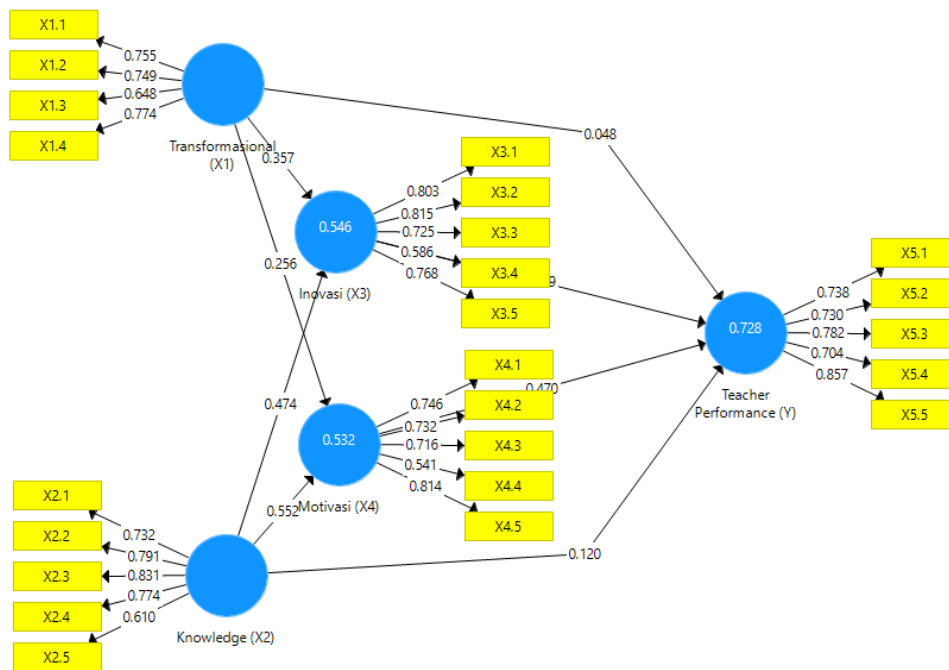 X1.1
X1.2
X1.3
X1.4
0.755
0.749
0.648
0.774
Transformasional
(X1)
0.048
0.357
0.256
X3.1
X3.2
X3.3
X3.4
X3.5
0.803
0.815
0.725
0.586
0.768
0.546
Inovasi (X3)
9
X5.1
X5.2
X5.3
X5.4
X5.5
0.738
0.730
0.782
0.704
0.857
0.728
Teacher
Performance (Y)
X4.1
X4.2
X4.3
X4.4
X4.5
0.746
0.732
0.716
0.541
0.814
0.470
0.474
0.532
Motivasi (X4)
0.552
X2.1
X2.2
X2.3
X2.4
X2.5
0.732
0.791
0.831
0.774
0.610
0.120
Knowledge (X2)